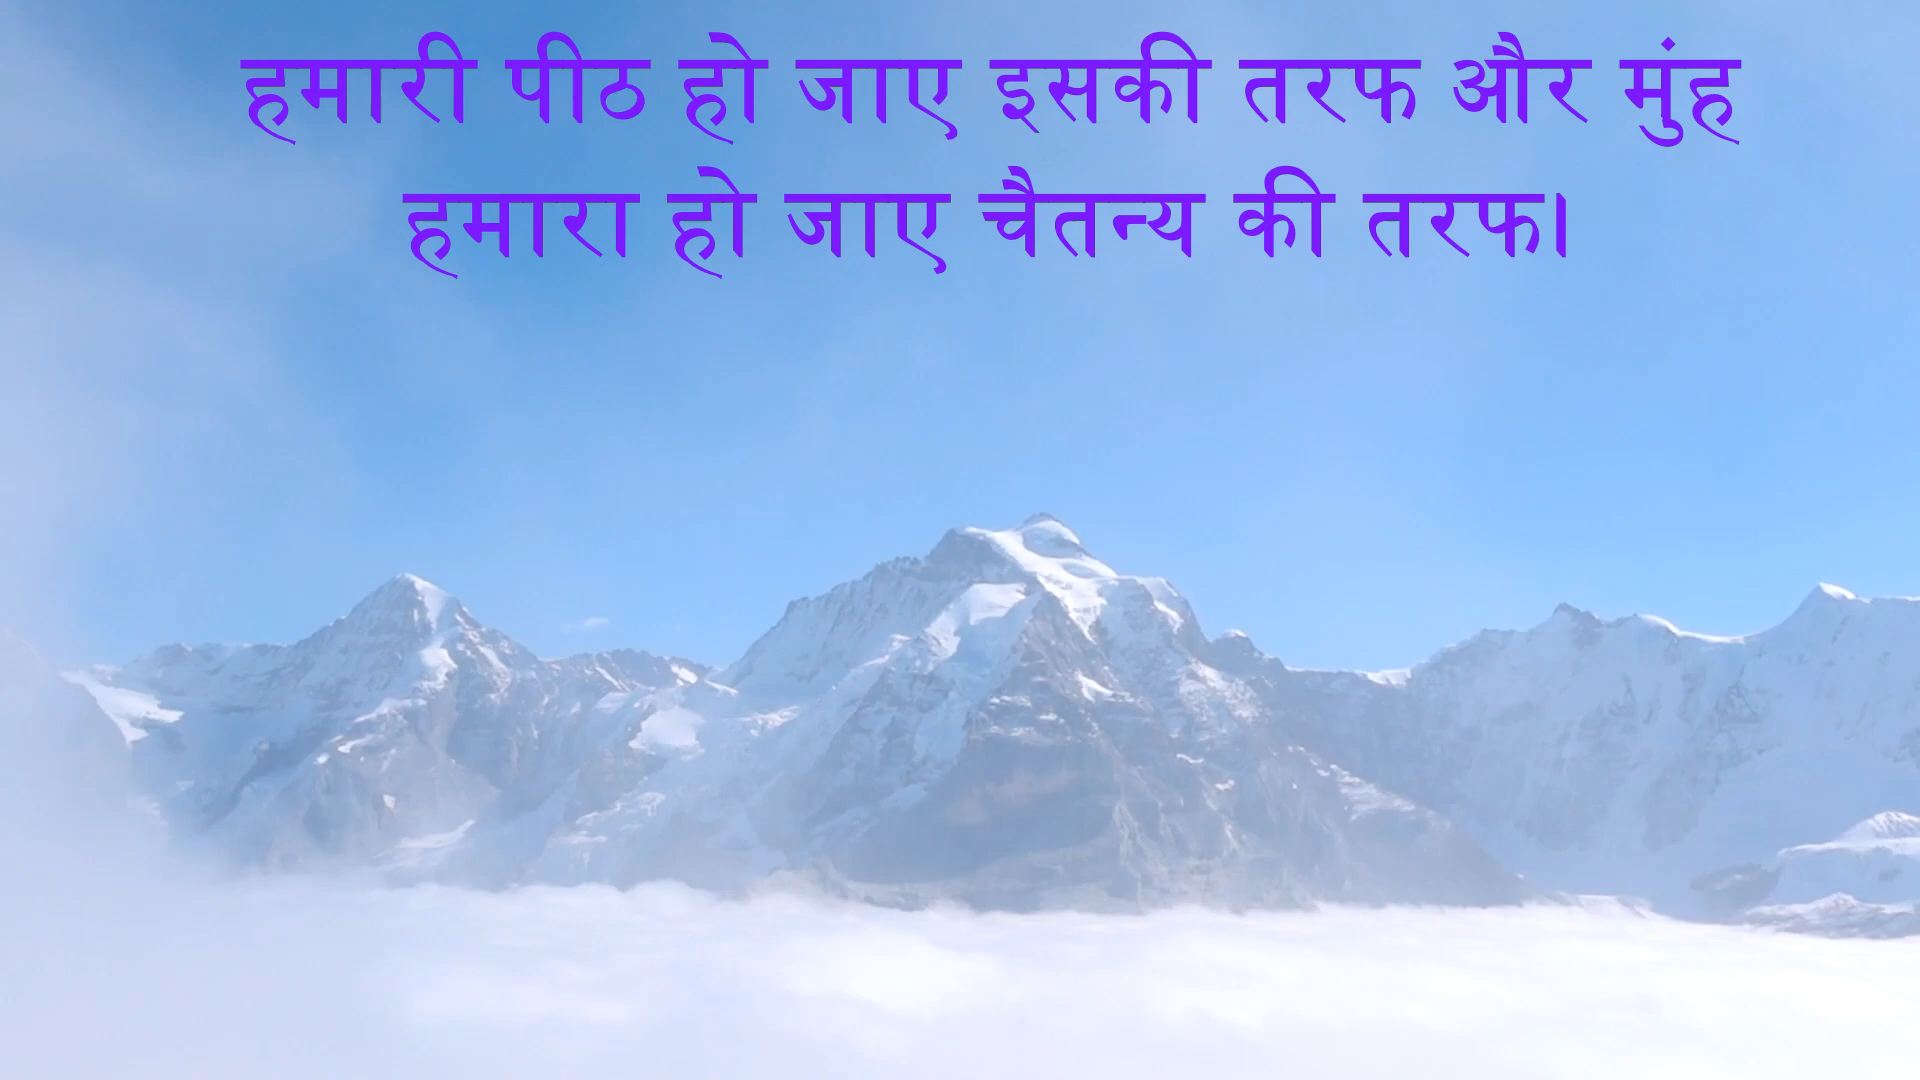 हमारी पीठ हो जाए इसकी तरफ और मुंह
हमारा हो जाए चैतन्य की तरफ।